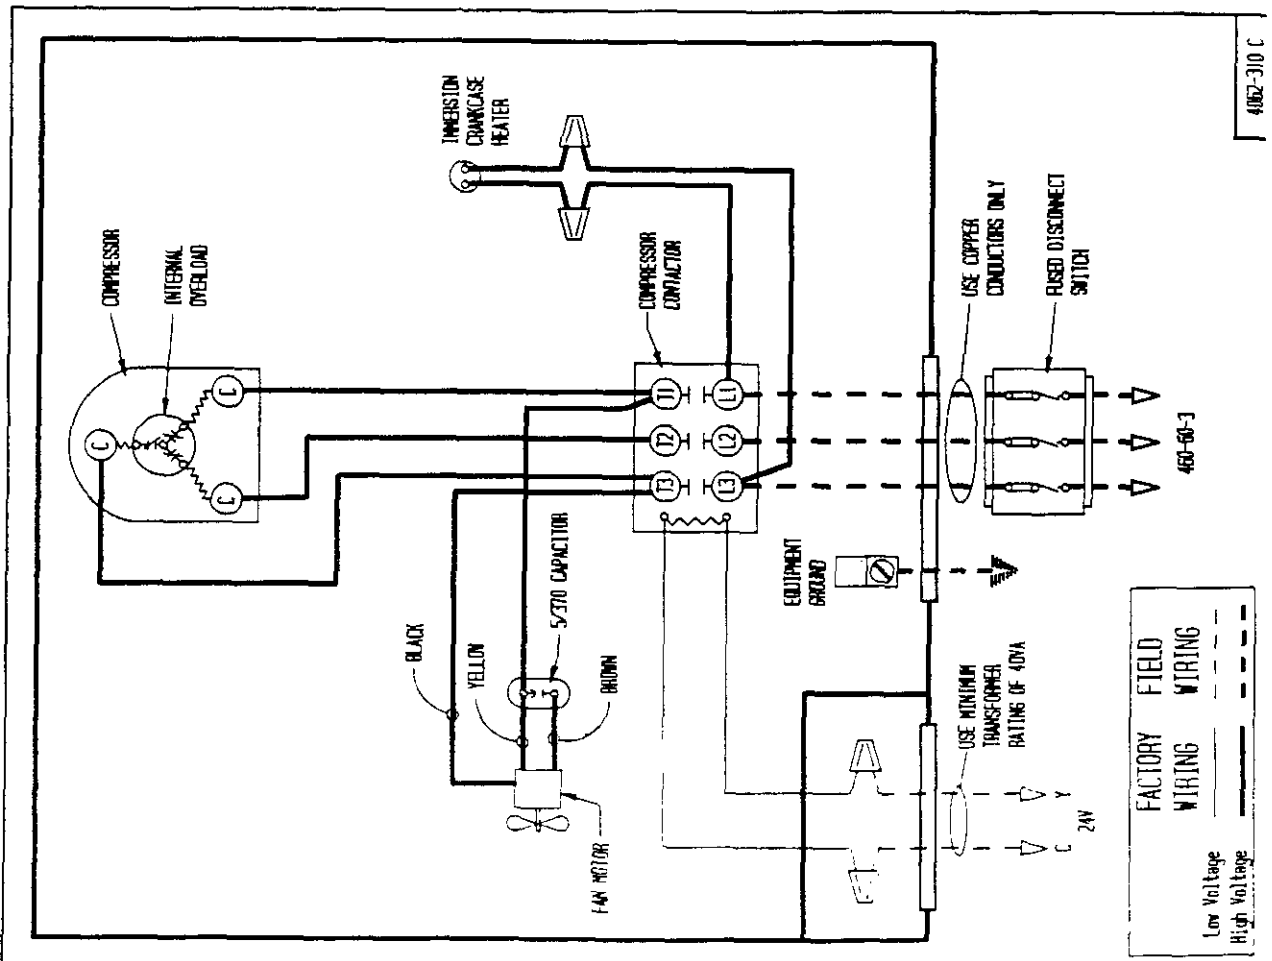 4062-310 C
IMMERSION
CRANKCASE
HEATER
COMPRESSOR
INTERNAL
OVERLOAD
C
C
C
COMPRESSOR
CONTACTOR
T1
T2
T3
L1
L2
L3
USE COPPER
CONDUCTORS ONLY
FUSED DISCONNECT
SWITCH
460-60-3
EQUIPMENT
GROUND
5/370 CAPACITOR
BLACK
YELLOW
BROWN
FAN MOTOR
USE MINIMUM
TRANSFORMER
RATING OF 40VA
Y
C
24V
FACTORY WIRING
FIELD WIRING
Low Voltage
High Voltage